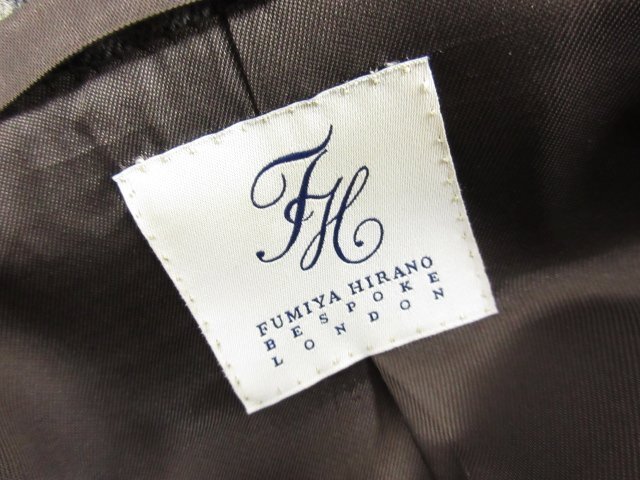 FH
FUMIYA HIRANO
BESPOKE
LONDON